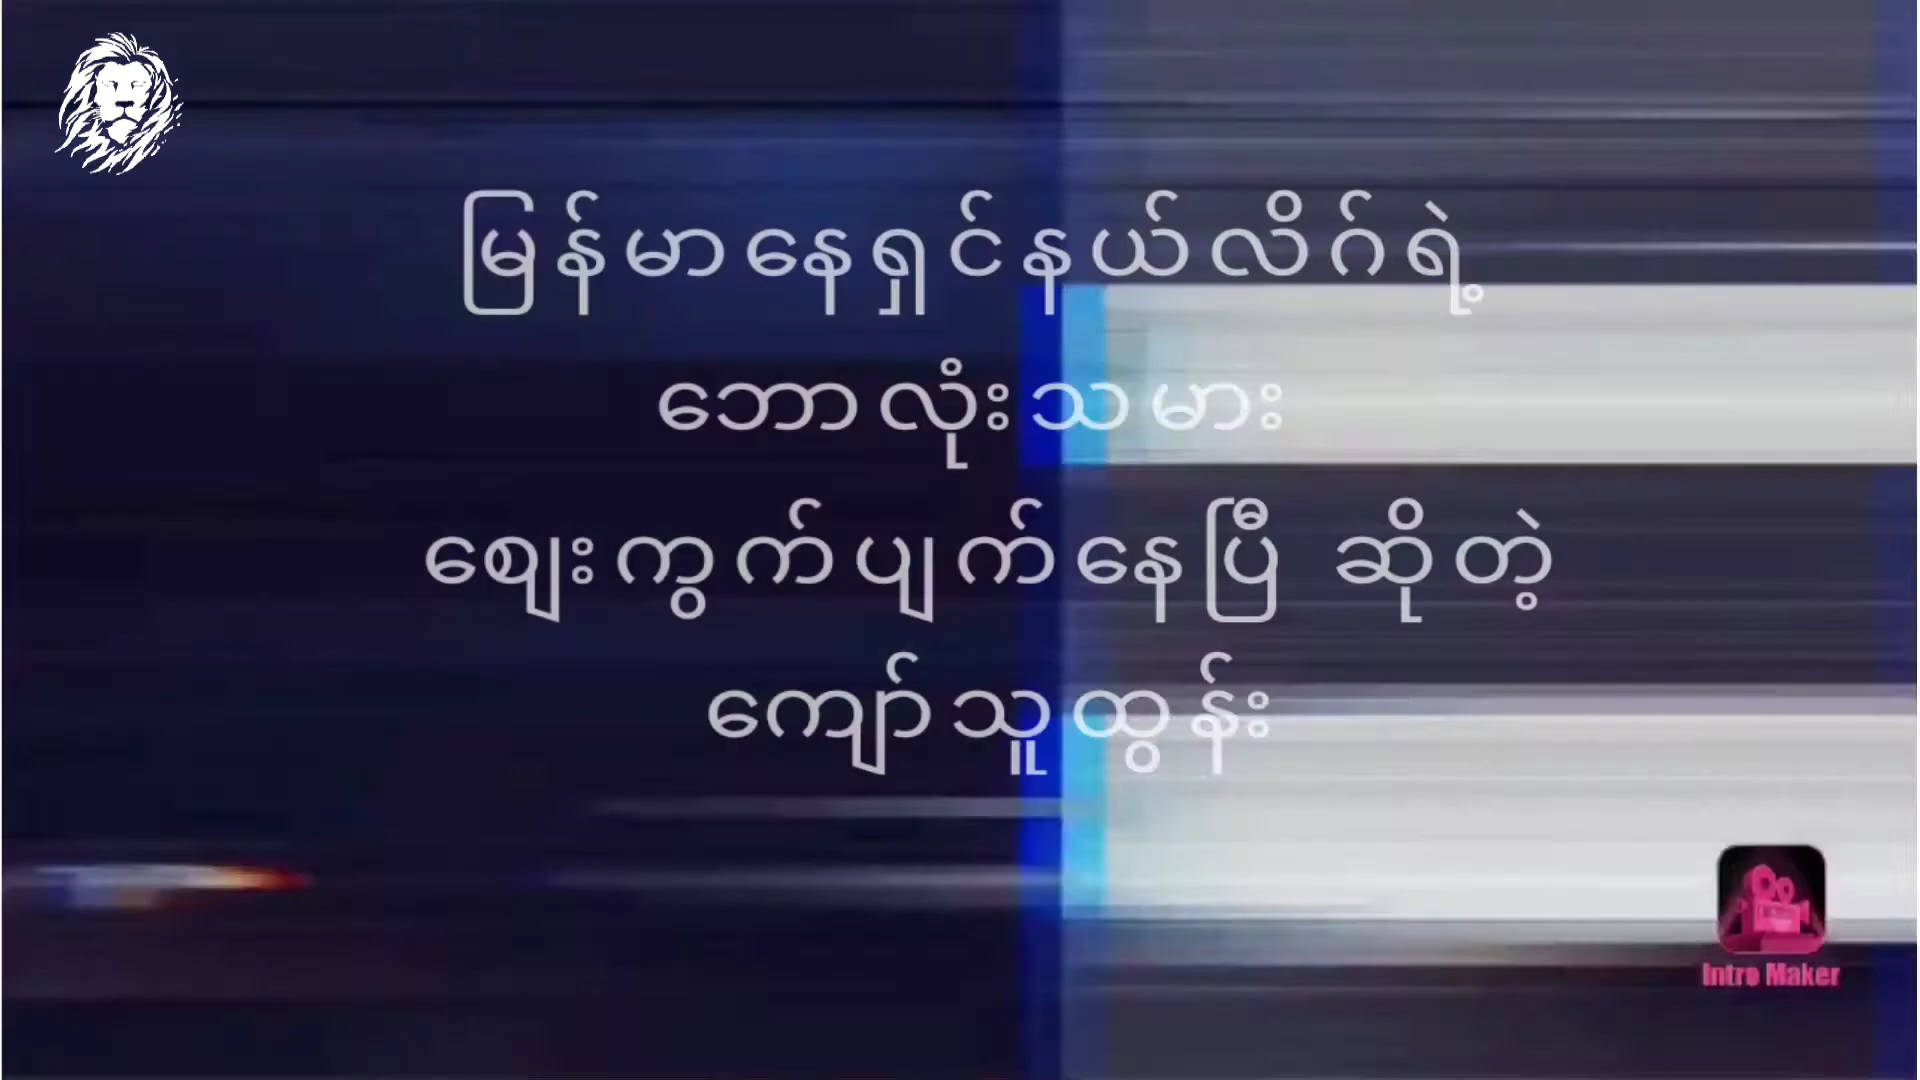 မြန်မာနေရှင်နယ်လိဂ်ရဲ့
ဘောလုံးသမား
ဈေးကွက်ပျက်နေပြီ ဆိုတဲ့
ကျော်သူထွန်း
Intro Maker